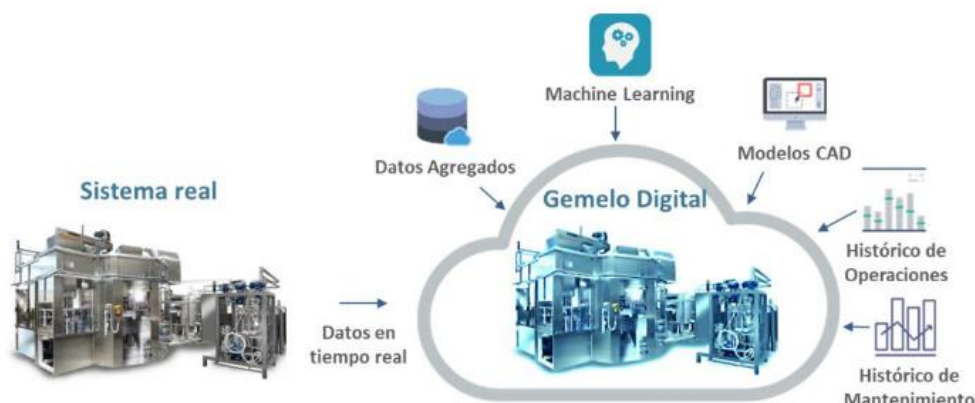 Machine Learning
Datos Agregados
Modelos CAD
Sistema real
Gemelo Digital
Histórico de
Operaciones
Datos en
tiempo real
Histórico de
Mantenimiento